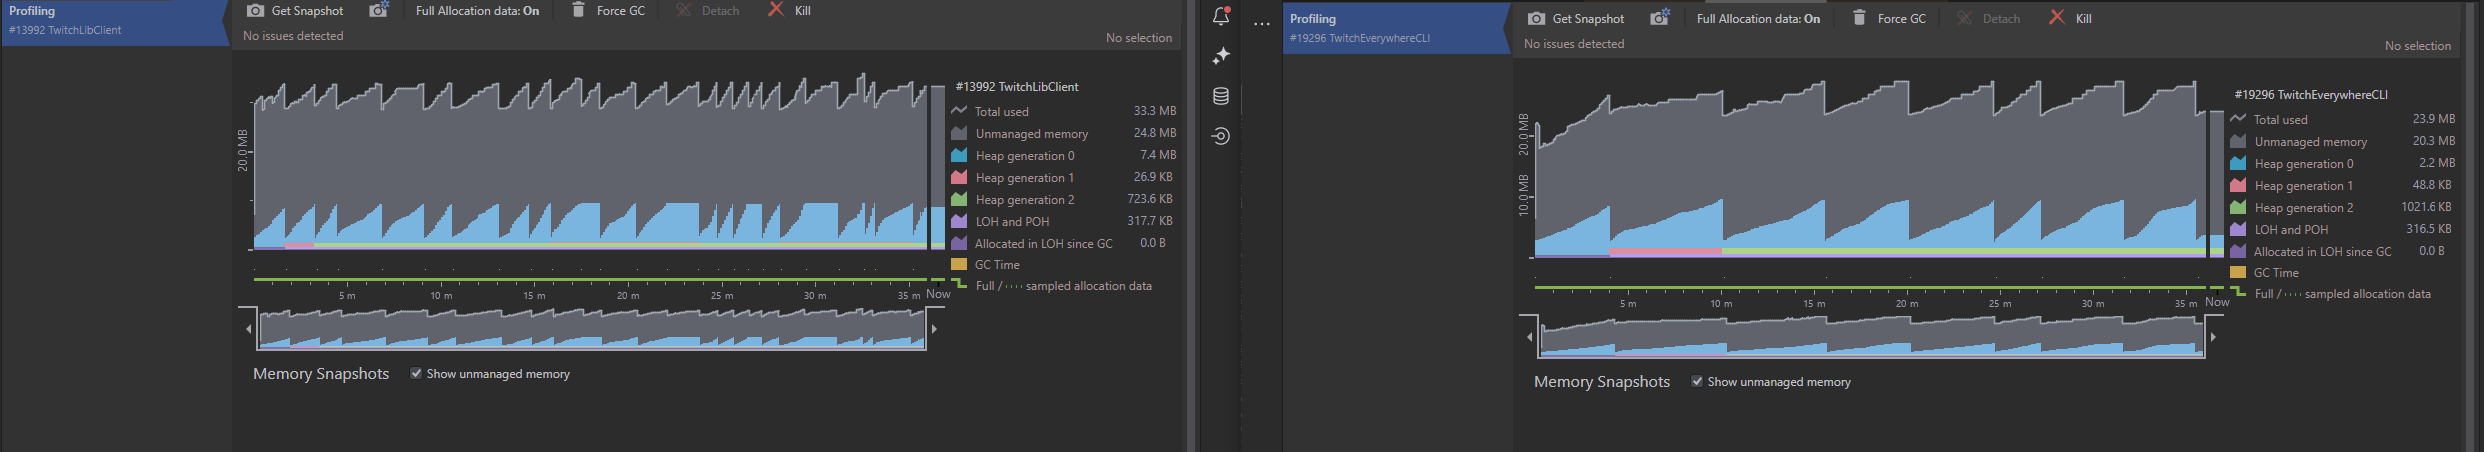 Profiling
#13992 TwitchLibClient
Get Snapshot
Full Allocation data: On
Force GC
Detach
Kill
No issues detected
No selection
20.0 MB
#13992 TwitchLibClient
Total used 33.3 MB
Unmanaged memory 24.8 MB
Heap generation 0 7.4 MB
Heap generation 1 26.9 KB
Heap generation 2 723.6 KB
LOH and POH 317.7 KB
Allocated in LOH since GC 0.0 B
GC Time
Full / sampled allocation data
5 m 10 m 15 m 20 m 25 m 30 m 35 m Now
Memory Snapshots
Show unmanaged memory
Profiling
#19296 TwitchEverywhereCLI
Get Snapshot
Full Allocation data: On
Force GC
Detach
Kill
No issues detected
No selection
20.0 MB
10.0 MB
#19296 TwitchEverywhereCLI
Total used 23.9 MB
Unmanaged memory 20.3 MB
Heap generation 0 2.2 MB
Heap generation 1 48.8 KB
Heap generation 2 1021.6 KB
LOH and POH 316.5 KB
Allocated in LOH since GC 0.0 B
GC Time
Full / sampled allocation data
5 m 10 m 15 m 20 m 25 m 30 m 35 m Now
Memory Snapshots
Show unmanaged memory